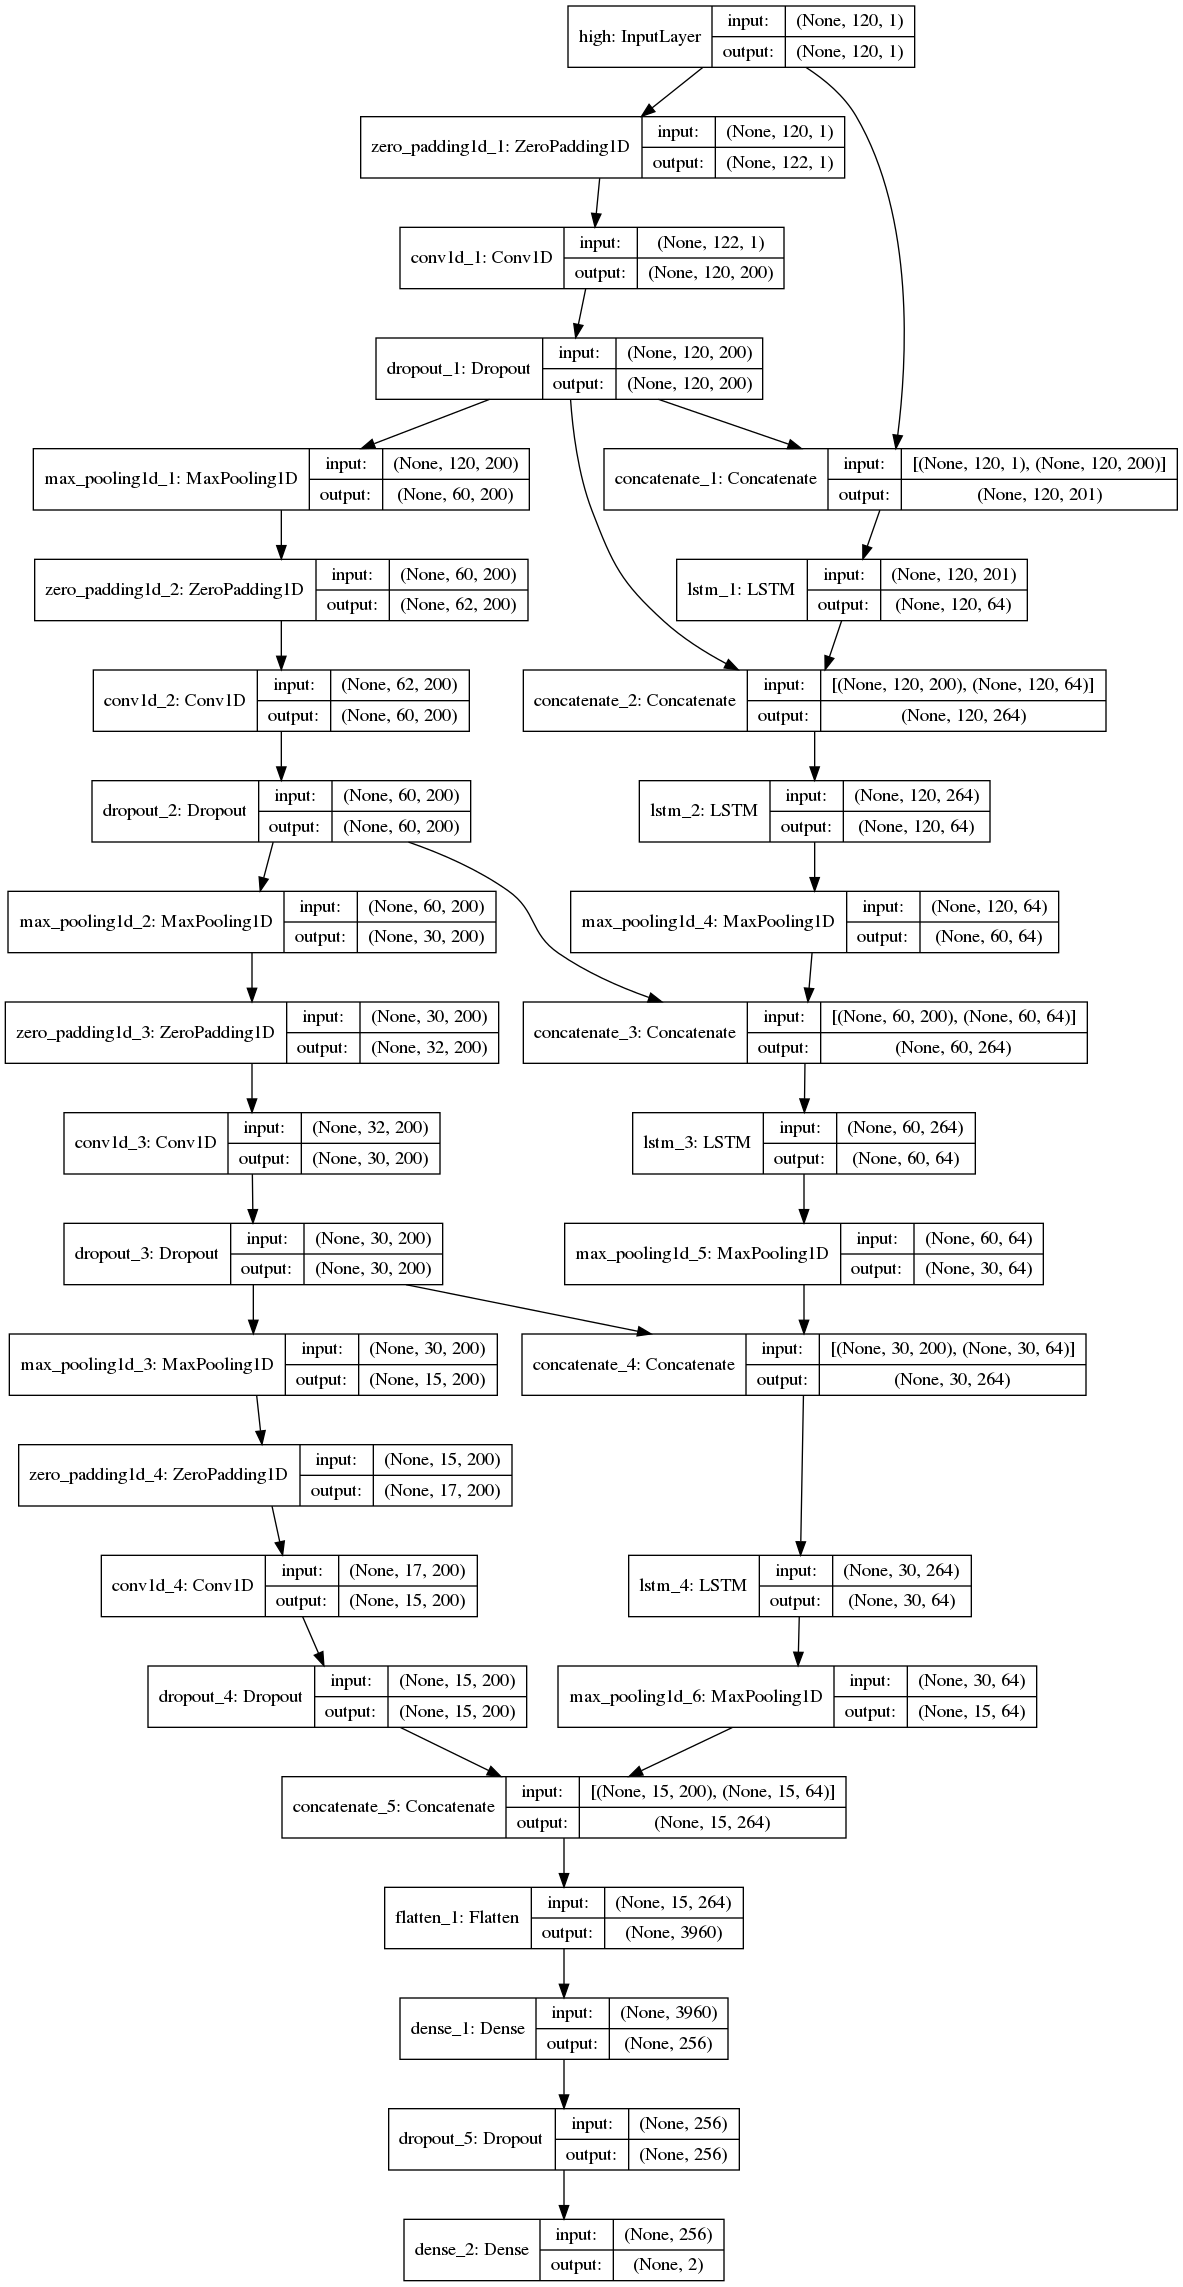 high: InputLayer
input: (None, 120, 1)
output: (None, 120, 1)
zero_padding1d_1: ZeroPadding1D
input: (None, 120, 1)
output: (None, 122, 1)
conv1d_1: Conv1D
input: (None, 122, 1)
output: (None, 120, 200)
dropout_1: Dropout
input: (None, 120, 200)
output: (None, 120, 200)
max_pooling1d_1: MaxPooling1D
input: (None, 120, 200)
output: (None, 60, 200)
concatenate_1: Concatenate
input: [(None, 120, 1), (None, 120, 200)]
output: (None, 120, 201)
zero_padding1d_2: ZeroPadding1D
input: (None, 60, 200)
output: (None, 62, 200)
lstm_1: LSTM
input: (None, 120, 201)
output: (None, 120, 64)
conv1d_2: Conv1D
input: (None, 62, 200)
output: (None, 60, 200)
concatenate_2: Concatenate
input: [(None, 120, 200), (None, 120, 64)]
output: (None, 120, 264)
dropout_2: Dropout
input: (None, 60, 200)
output: (None, 60, 200)
lstm_2: LSTM
input: (None, 120, 264)
output: (None, 120, 64)
max_pooling1d_2: MaxPooling1D
input: (None, 60, 200)
output: (None, 30, 200)
max_pooling1d_4: MaxPooling1D
input: (None, 120, 64)
output: (None, 60, 64)
zero_padding1d_3: ZeroPadding1D
input: (None, 30, 200)
output: (None, 32, 200)
concatenate_3: Concatenate
input: [(None, 60, 200), (None, 60, 64)]
output: (None, 60, 264)
conv1d_3: Conv1D
input: (None, 32, 200)
output: (None, 30, 200)
lstm_3: LSTM
input: (None, 60, 264)
output: (None, 60, 64)
dropout_3: Dropout
input: (None, 30, 200)
output: (None, 30, 200)
max_pooling1d_5: MaxPooling1D
input: (None, 60, 64)
output: (None, 30, 64)
max_pooling1d_3: MaxPooling1D
input: (None, 30, 200)
output: (None, 15, 200)
concatenate_4: Concatenate
input: [(None, 30, 200), (None, 30, 64)]
output: (None, 30, 264)
zero_padding1d_4: ZeroPadding1D
input: (None, 15, 200)
output: (None, 17, 200)
conv1d_4: Conv1D
input: (None, 17, 200)
output: (None, 15, 200)
lstm_4: LSTM
input: (None, 30, 264)
output: (None, 30, 64)
dropout_4: Dropout
input: (None, 15, 200)
output: (None, 15, 200)
max_pooling1d_6: MaxPooling1D
input: (None, 30, 64)
output: (None, 15, 64)
concatenate_5: Concatenate
input: [(None, 15, 200), (None, 15, 64)]
output: (None, 15, 264)
flatten_1: Flatten
input: (None, 15, 264)
output: (None, 3960)
dense_1: Dense
input: (None, 3960)
output: (None, 256)
dropout_5: Dropout
input: (None, 256)
output: (None, 256)
dense_2: Dense
input: (None, 256)
output: (None, 2)